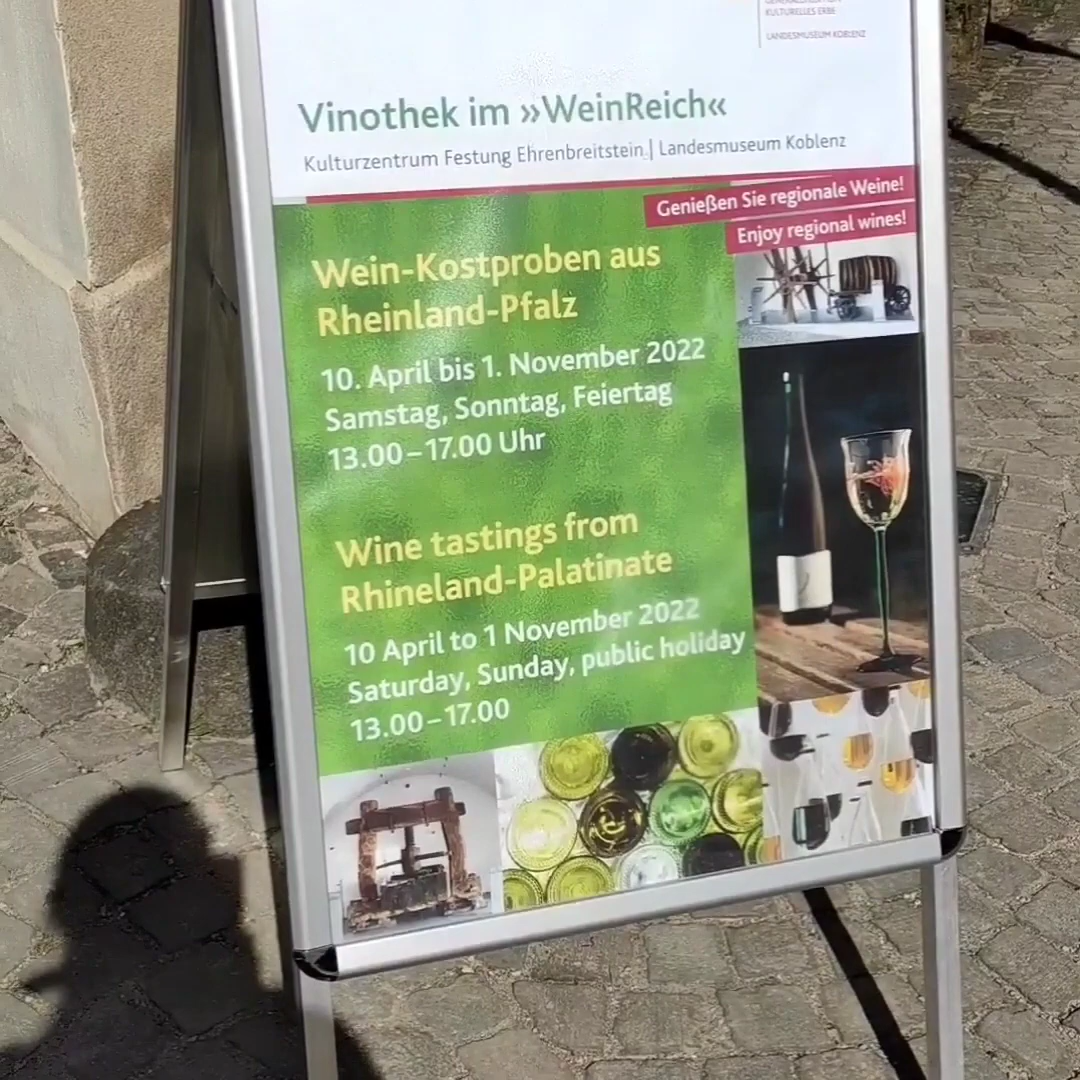 KULTURELLES ERBE
LANDESMUSEUM KOBLENZ
Vinothek im »WeinReich«
Kulturzentrum Festung Ehrenbreitstein | Landesmuseum Koblenz
Genießen Sie regionale Weine!
Enjoy regional wines!
Wein-Kostproben aus
Rheinland-Pfalz
10. April bis 1. November 2022
Samstag, Sonntag, Feiertag
13.00 – 17.00 Uhr
Wine tastings from
Rhineland-Palatinate
10 April to 1 November 2022
Saturday, Sunday, public holiday
13.00 – 17.00